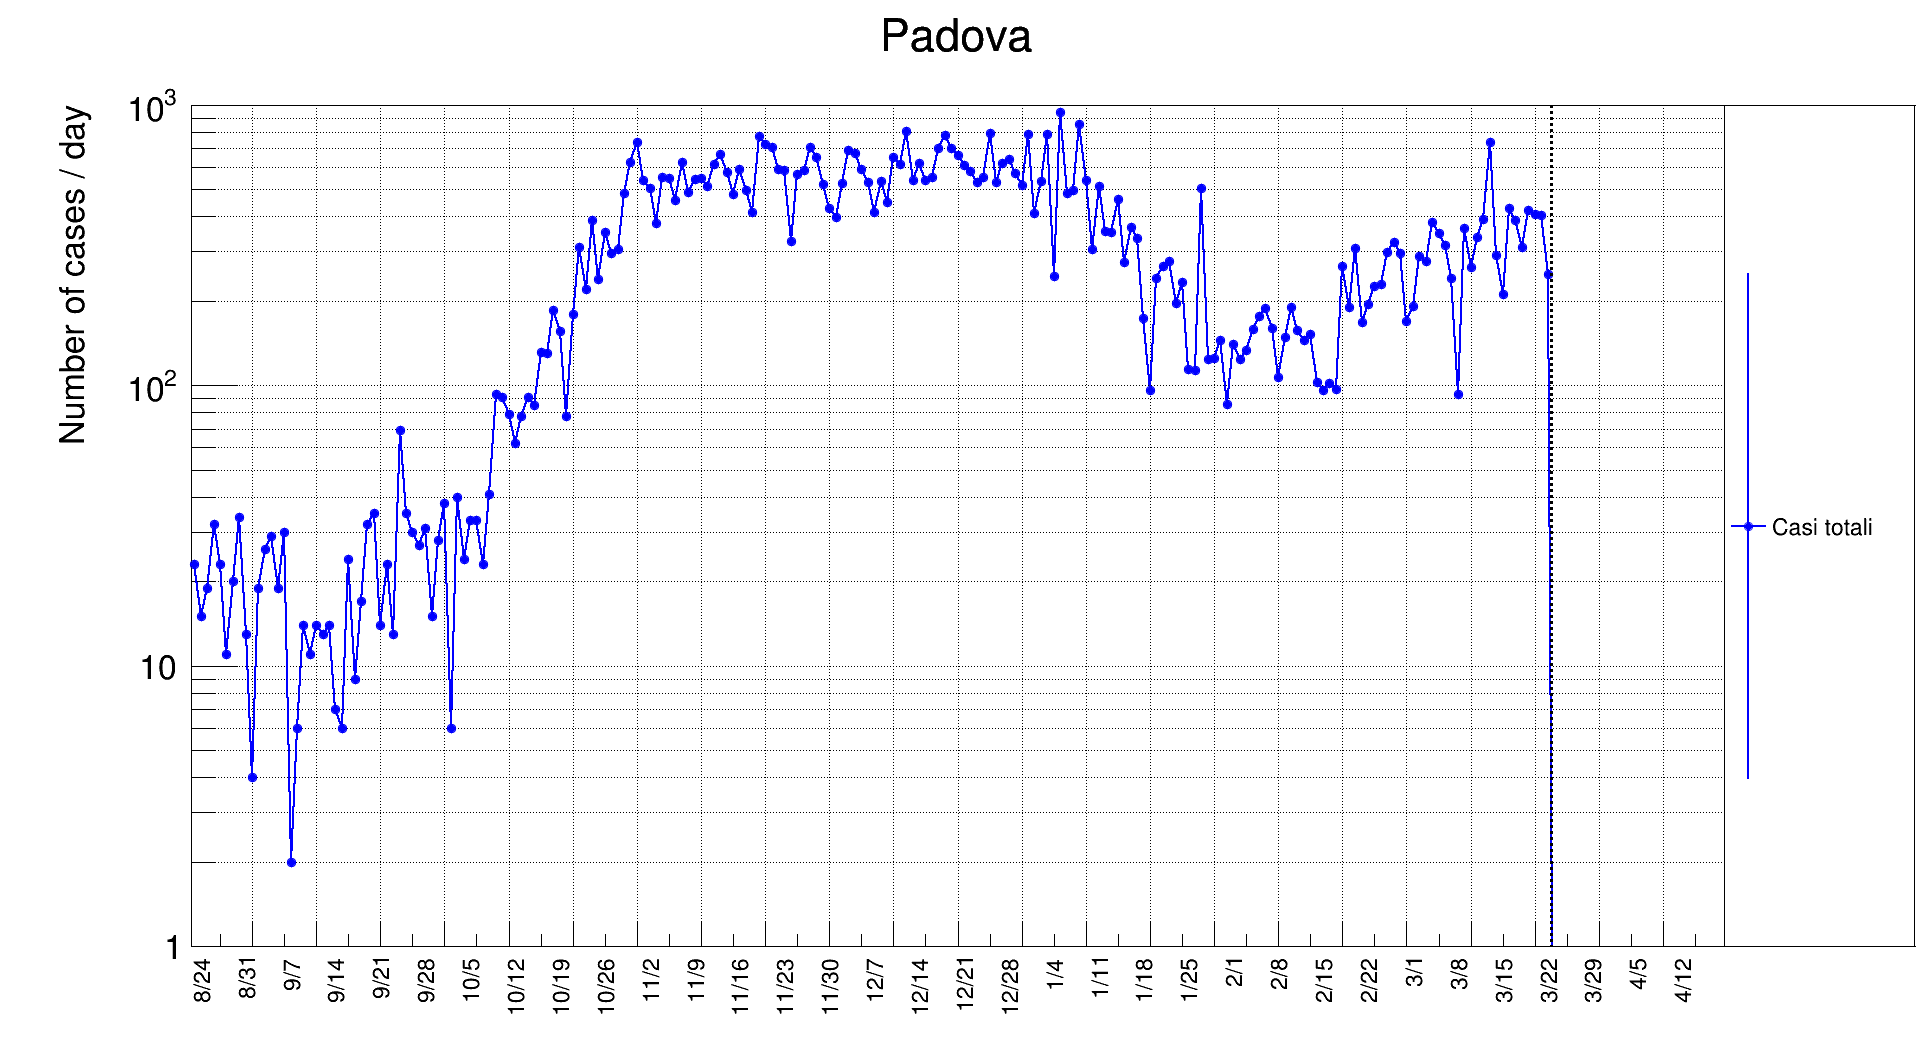 Padova
Number of cases / day
10³
10²
10
1
8/24 8/31 9/7 9/14 9/21 9/28 10/5 10/12 10/19 10/26 11/2 11/9 11/16 11/23 11/30 12/7 12/14 12/21 12/28 1/4 1/11 1/18 1/25 2/1 2/8 2/15 2/22 3/1 3/8 3/15 3/22 3/29 4/5 4/12
Casi totali